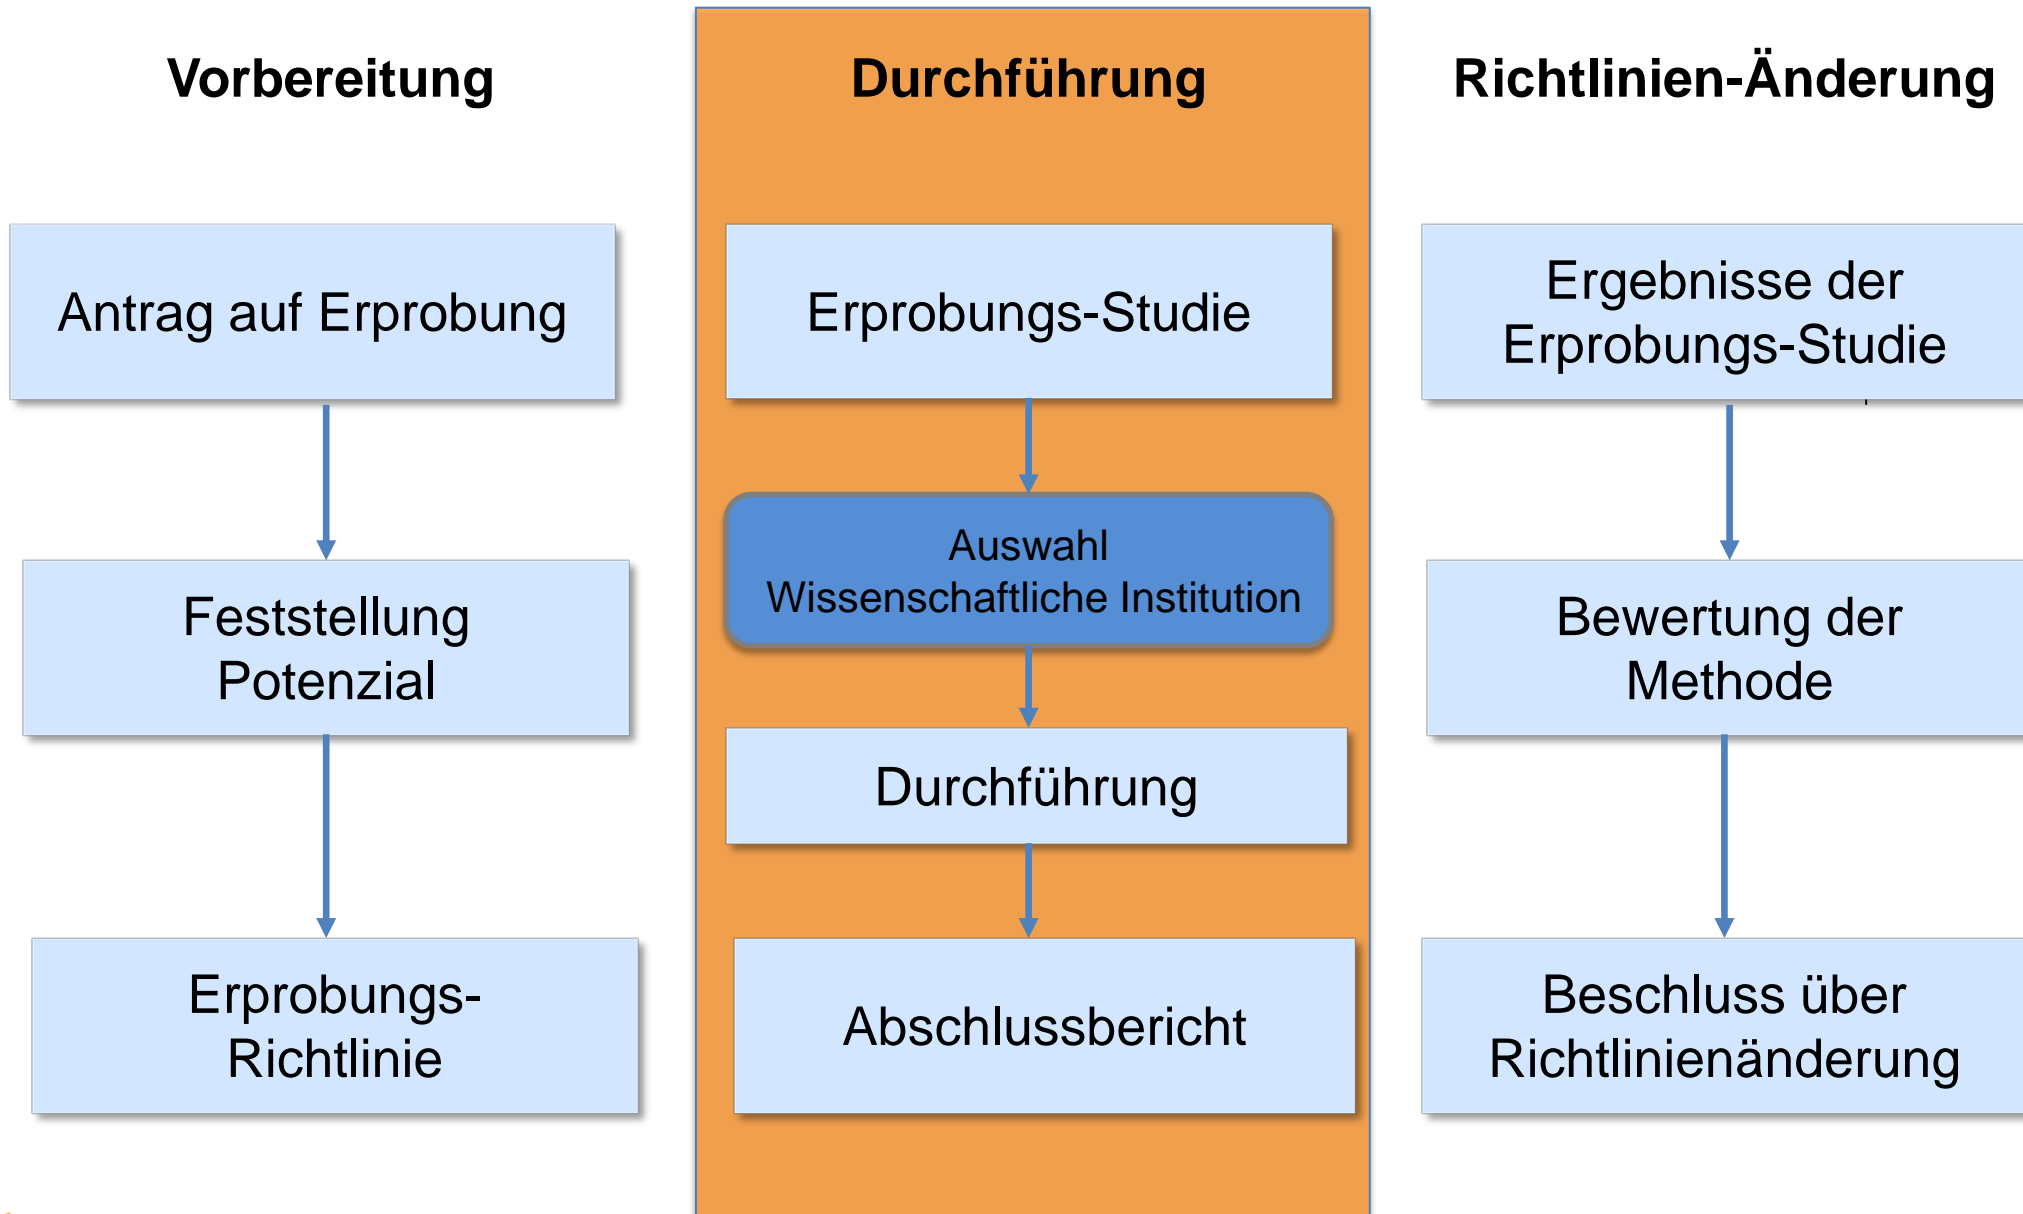 Vorbereitung
Antrag auf Erprobung
Feststellung
Potenzial
Erprobungs-
Richtlinie
Durchführung
Erprobungs-Studie
Auswahl
Wissenschaftliche Institution
Durchführung
Abschlussbericht
Richtlinien-Änderung
Ergebnisse der
Erprobungs-Studie
Bewertung der
Methode
Beschluss über
Richtlinienänderung